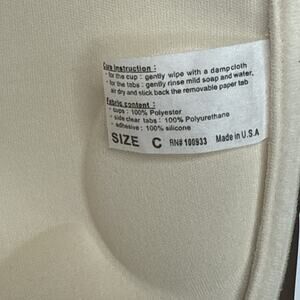 Care instruction :
- for the cup : gently wipe with a dampcloth
- for the tabs : gently rinse mild soap and water,
air dry and stick back the removable paper tab
Fabric content :
- cups : 100% Polyester
- side clear tabs : 100% Polyurethane
- adhesive : 100% silicone
SIZE C RN# 100933 Made in U.S.A